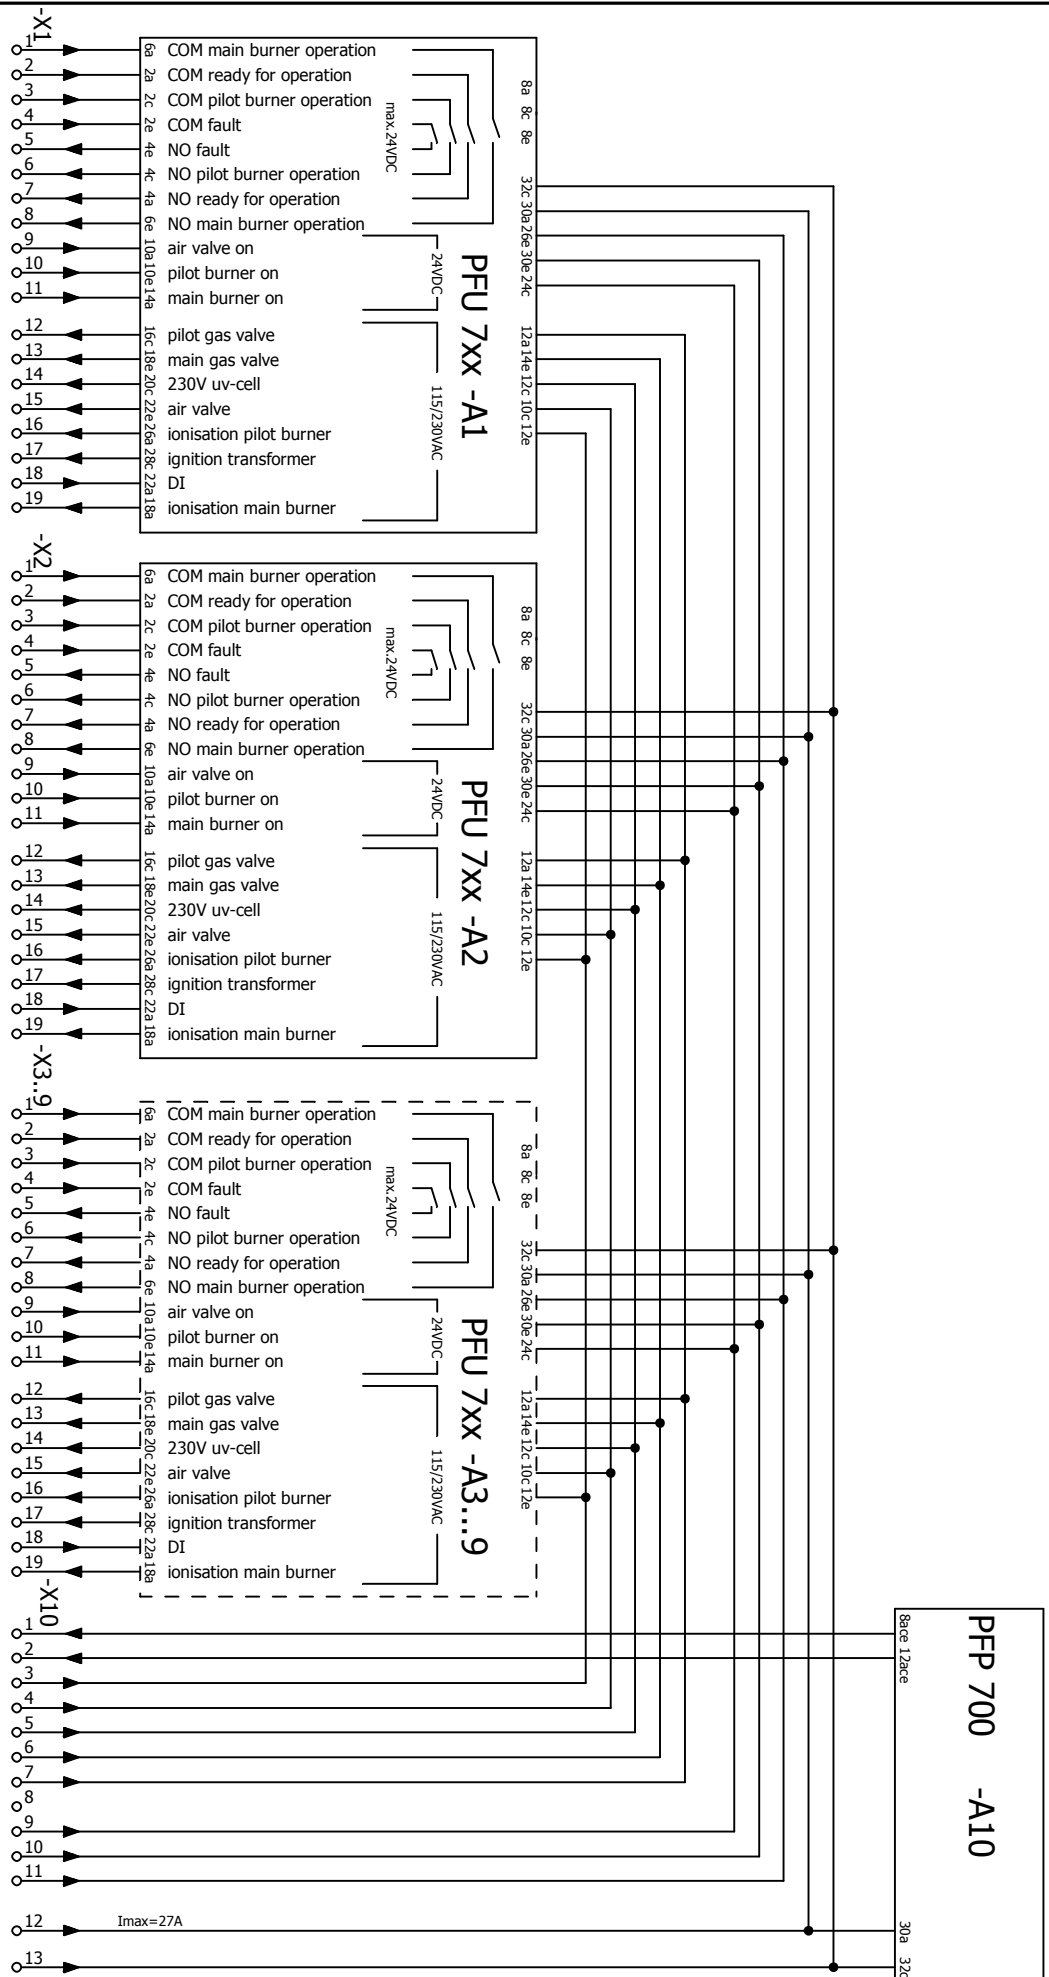 -X1
1 6a COM main burner operation
2 2a COM ready for operation
3 2c COM pilot burner operation
4 2e COM fault
5 4e NO fault
6 4c NO pilot burner operation
7 4a NO ready for operation
8 6e NO main burner operation
9 10a air valve on
10 10e pilot burner on
11 14a main burner on
12 16c pilot gas valve
13 18e main gas valve
14 20c 230V uv-cell
15 22e air valve
16 26a ionisation pilot burner
17 28c ignition transformer
18 22a DI
19 18a ionisation main burner
max.24VDC
24VDC
115/230VAC
PFU 7xx -A1
8a 8c 8e
32c 30a 26e 30e 24c
12a 14e 12c 10c 12e
-X2
1 6a COM main burner operation
2 2a COM ready for operation
3 2c COM pilot burner operation
4 2e COM fault
5 4e NO fault
6 4c NO pilot burner operation
7 4a NO ready for operation
8 6e NO main burner operation
9 10a air valve on
10 10e pilot burner on
11 14a main burner on
12 16c pilot gas valve
13 18e main gas valve
14 20c 230V uv-cell
15 22e air valve
16 26a ionisation pilot burner
17 28c ignition transformer
18 22a DI
19 18a ionisation main burner
max.24VDC
24VDC
115/230VAC
PFU 7xx -A2
8a 8c 8e
32c 30a 26e 30e 24c
12a 14e 12c 10c 12e
-X3..9
1 6a COM main burner operation
2 2a COM ready for operation
3 2c COM pilot burner operation
4 2e COM fault
5 4e NO fault
6 4c NO pilot burner operation
7 4a NO ready for operation
8 6e NO main burner operation
9 10a air valve on
10 10e pilot burner on
11 14a main burner on
12 16c pilot gas valve
13 18e main gas valve
14 20c 230V uv-cell
15 22e air valve
16 26a ionisation pilot burner
17 28c ignition transformer
18 22a DI
19 18a ionisation main burner
max.24VDC
24VDC
115/230VAC
PFU 7xx -A3...9
8a 8c 8e
32c 30a 26e 30e 24c
12a 14e 12c 10c 12e
-X10
1
2
3
4
5
6
7
8
9
10
11
12 Imax=27A
13
8ace 12ace
PFP 700 -A10
30a
32c